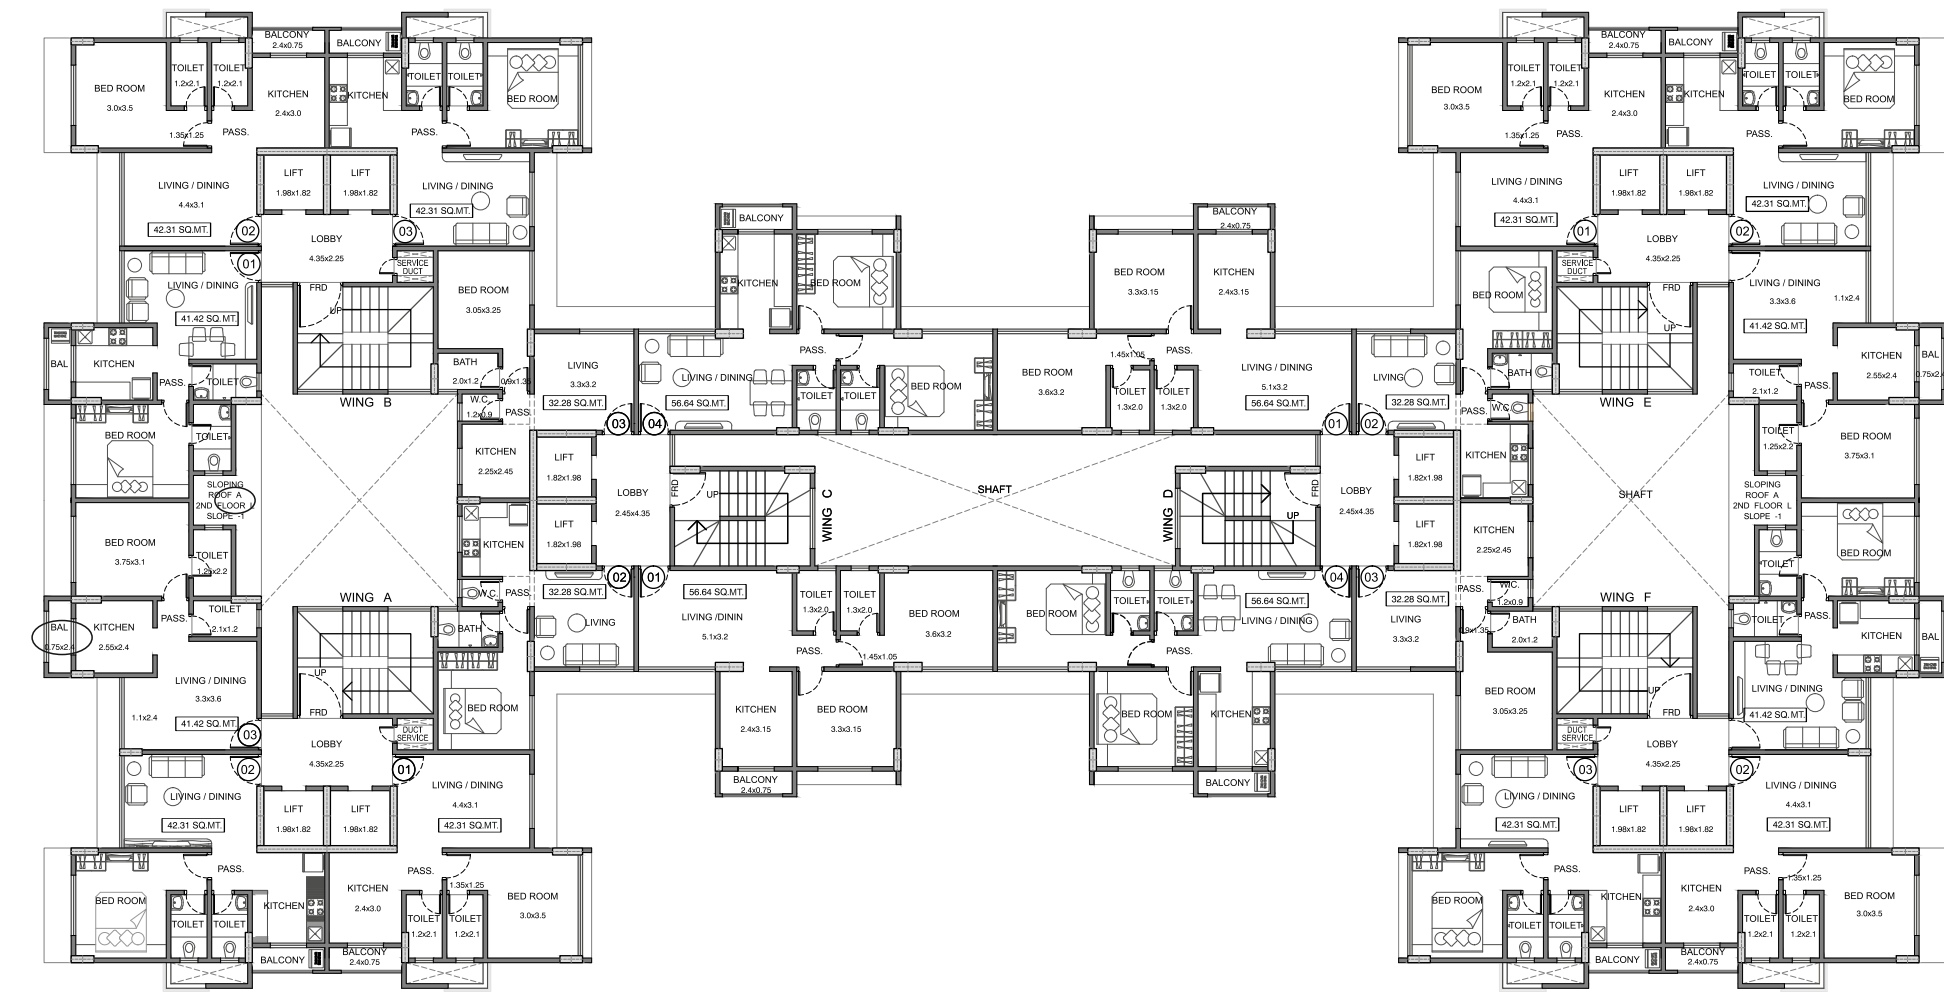 BALCONY
2.4x0.75
BALCONY
BED ROOM
3.0x3.5
TOILET
1.2x2.1
TOILET
1.2x2.1
KITCHEN
2.4x3.0
KITCHEN
TOILET
TOILET
BED ROOM
1.35x1.25
PASS.
PASS.
LIVING / DINING
4.4x3.1
42.31 SQ.MT.
LIFT
1.98x1.82
LIFT
1.98x1.82
LIVING / DINING
42.31 SQ.MT.
02
03
LOBBY
4.35x2.25
SERVICE
DUCT
01
LIVING / DINING
41.42 SQ.MT.
FRD
UP
BED ROOM
3.05x3.25
BAL
KITCHEN
PASS.
TOILET
BATH
2.0x1.2
0.9x1.35
W.C.
1.2x0.9
PASS.
WING B
BED ROOM
TOILET
KITCHEN
2.25x2.45
SLOPING
ROOF A
2ND FLOOR L
SLOPE -1
BED ROOM
3.75x3.1
TOILET
1.25x2.2
KITCHEN
W.C.
PASS.
WING A
BAL
0.75x2.4
KITCHEN
2.55x2.4
PASS.
TOILET
2.1x1.2
BATH
LIVING / DINING
3.3x3.6
1.1x2.4
41.42 SQ.MT.
03
UP
FRD
BED ROOM
DUCT
SERVICE
LOBBY
4.35x2.25
02
01
LIVING / DINING
42.31 SQ.MT.
LIFT
1.98x1.82
LIFT
1.98x1.82
LIVING / DINING
4.4x3.1
42.31 SQ.MT.
PASS.
PASS.
1.35x1.25
BED ROOM
TOILET
TOILET
KITCHEN
KITCHEN
2.4x3.0
TOILET
1.2x2.1
TOILET
1.2x2.1
BED ROOM
3.0x3.5
BALCONY
BALCONY
2.4x0.75
BALCONY
KITCHEN
BED ROOM
PASS.
LIVING
3.3x3.2
32.28 SQ.MT.
03
LIVING / DINING
56.64 SQ.MT.
04
TOILET
TOILET
BED ROOM
LIFT
1.82x1.98
LIFT
1.82x1.98
LOBBY
2.45x4.35
FRD
UP
WING C
SHAFT
32.28 SQ.MT.
LIVING
02
01
56.64 SQ.MT.
LIVING /DININ
5.1x3.2
TOILET
1.3x2.0
TOILET
1.3x2.0
BED ROOM
3.6x3.2
PASS.
1.45x1.05
KITCHEN
2.4x3.15
BED ROOM
3.3x3.15
BALCONY
2.4x0.75
BALCONY
2.4x0.75
BED ROOM
3.3x3.15
KITCHEN
2.4x3.15
1.45x1.05
PASS.
BED ROOM
3.6x3.2
TOILET
1.3x2.0
TOILET
1.3x2.0
LIVING / DINING
5.1x3.2
56.64 SQ.MT.
01
LIVING
32.28 SQ.MT.
02
WING D
FRD
UP
LOBBY
2.45x4.35
LIFT
1.82x1.98
LIFT
1.82x1.98
BED ROOM
TOILET
TOILET
56.64 SQ.MT.
LIVING / DINING
04
03
32.28 SQ.MT.
LIVING
3.3x3.2
PASS.
BED ROOM
KITCHEN
BALCONY
BALCONY
2.4x0.75
BALCONY
BED ROOM
3.0x3.5
TOILET
1.2x2.1
TOILET
1.2x2.1
KITCHEN
2.4x3.0
KITCHEN
TOILET
TOILET
BED ROOM
1.35x1.25
PASS.
PASS.
LIVING / DINING
4.4x3.1
42.31 SQ.MT.
LIFT
1.98x1.82
LIFT
1.98x1.82
LIVING / DINING
42.31 SQ.MT.
01
02
LOBBY
4.35x2.25
SERVICE
DUCT
BED ROOM
FRD
UP
LIVING / DINING
3.3x3.6
1.1x2.4
41.42 SQ.MT.
BATH
KITCHEN
2.55x2.4
BAL
0.75x2.4
TOILET
2.1x1.2
PASS.
PASS.
W.C.
WING E
KITCHEN
TOILET
1.25x2.2
BED ROOM
3.75x3.1
SHAFT
SLOPING
ROOF A
2ND FLOOR L
SLOPE -1
KITCHEN
2.25x2.45
TOILET
BED ROOM
PASS.
W.C.
1.2x0.9
WING F
0.9x1.35
BATH
2.0x1.2
TOILET
PASS.
KITCHEN
BAL
BED ROOM
3.05x3.25
UP
FRD
LIVING / DINING
41.42 SQ.MT.
DUCT
SERVICE
LOBBY
4.35x2.25
03
02
LIVING / DINING
42.31 SQ.MT.
LIFT
1.98x1.82
LIFT
1.98x1.82
LIVING / DINING
4.4x3.1
42.31 SQ.MT.
PASS.
PASS.
1.35x1.25
BED ROOM
TOILET
TOILET
KITCHEN
KITCHEN
2.4x3.0
TOILET
1.2x2.1
TOILET
1.2x2.1
BED ROOM
3.0x3.5
BALCONY
BALCONY
2.4x0.75